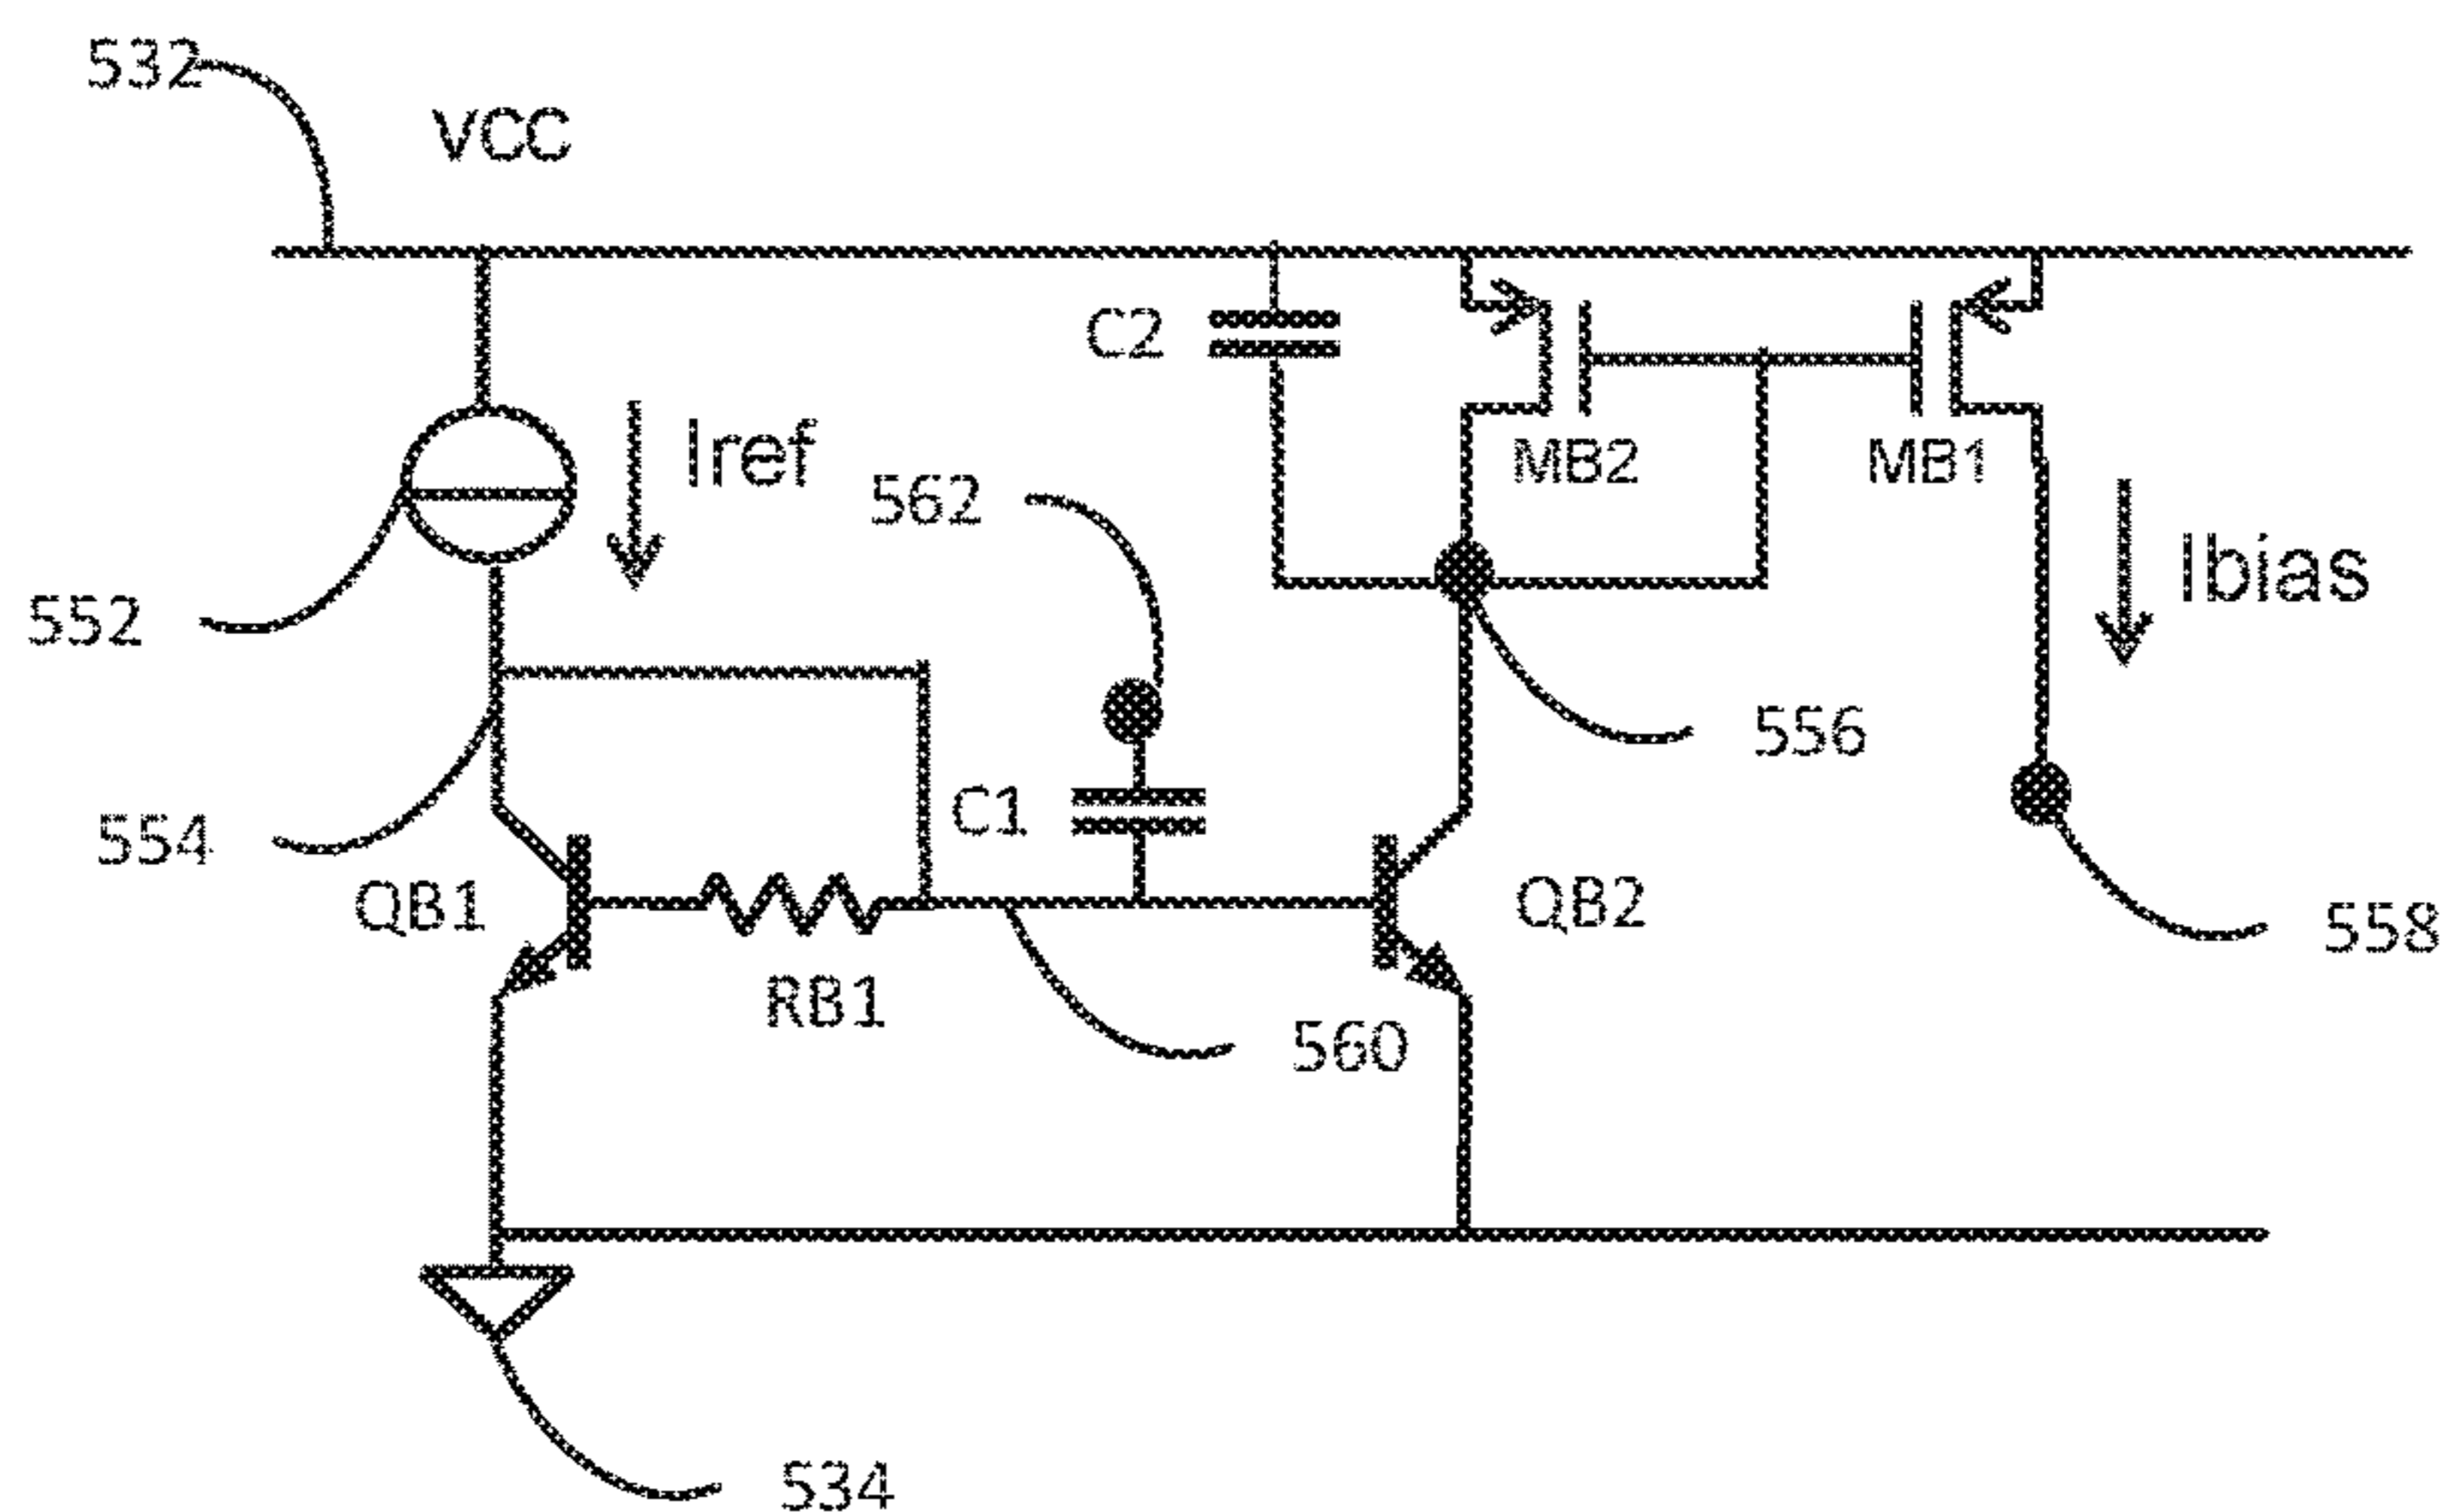 532
VCC
C2
Iref
MB2
MB1
562
Ibias
552
556
C1
554
QB1
QB2
558
RB1
560
534